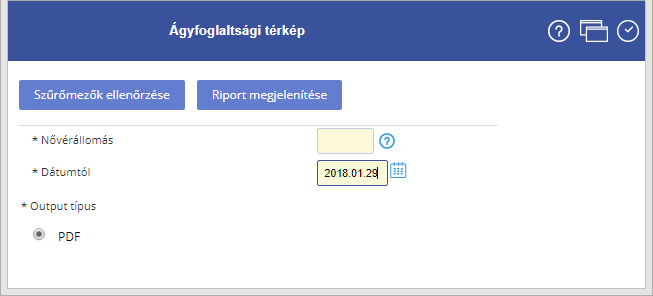 Ágyfoglaltsági térkép
Szűrőmezők ellenőrzése
Riport megjelenítése
* Nővérállomás
* Dátumtól
2018.01.29
* Output típus
PDF